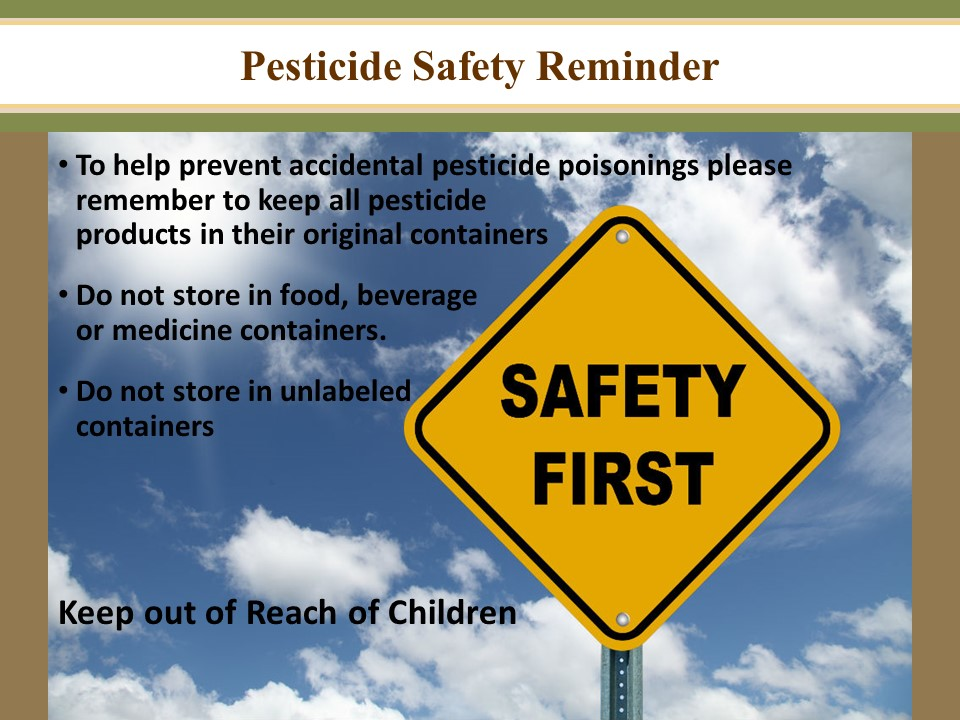 Pesticide Safety Reminder
• To help prevent accidental pesticide poisonings please
remember to keep all pesticide
products in their original containers
• Do not store in food, beverage
or medicine containers.
• Do not store in unlabeled
containers
SAFETY
FIRST
Keep out of Reach of Children